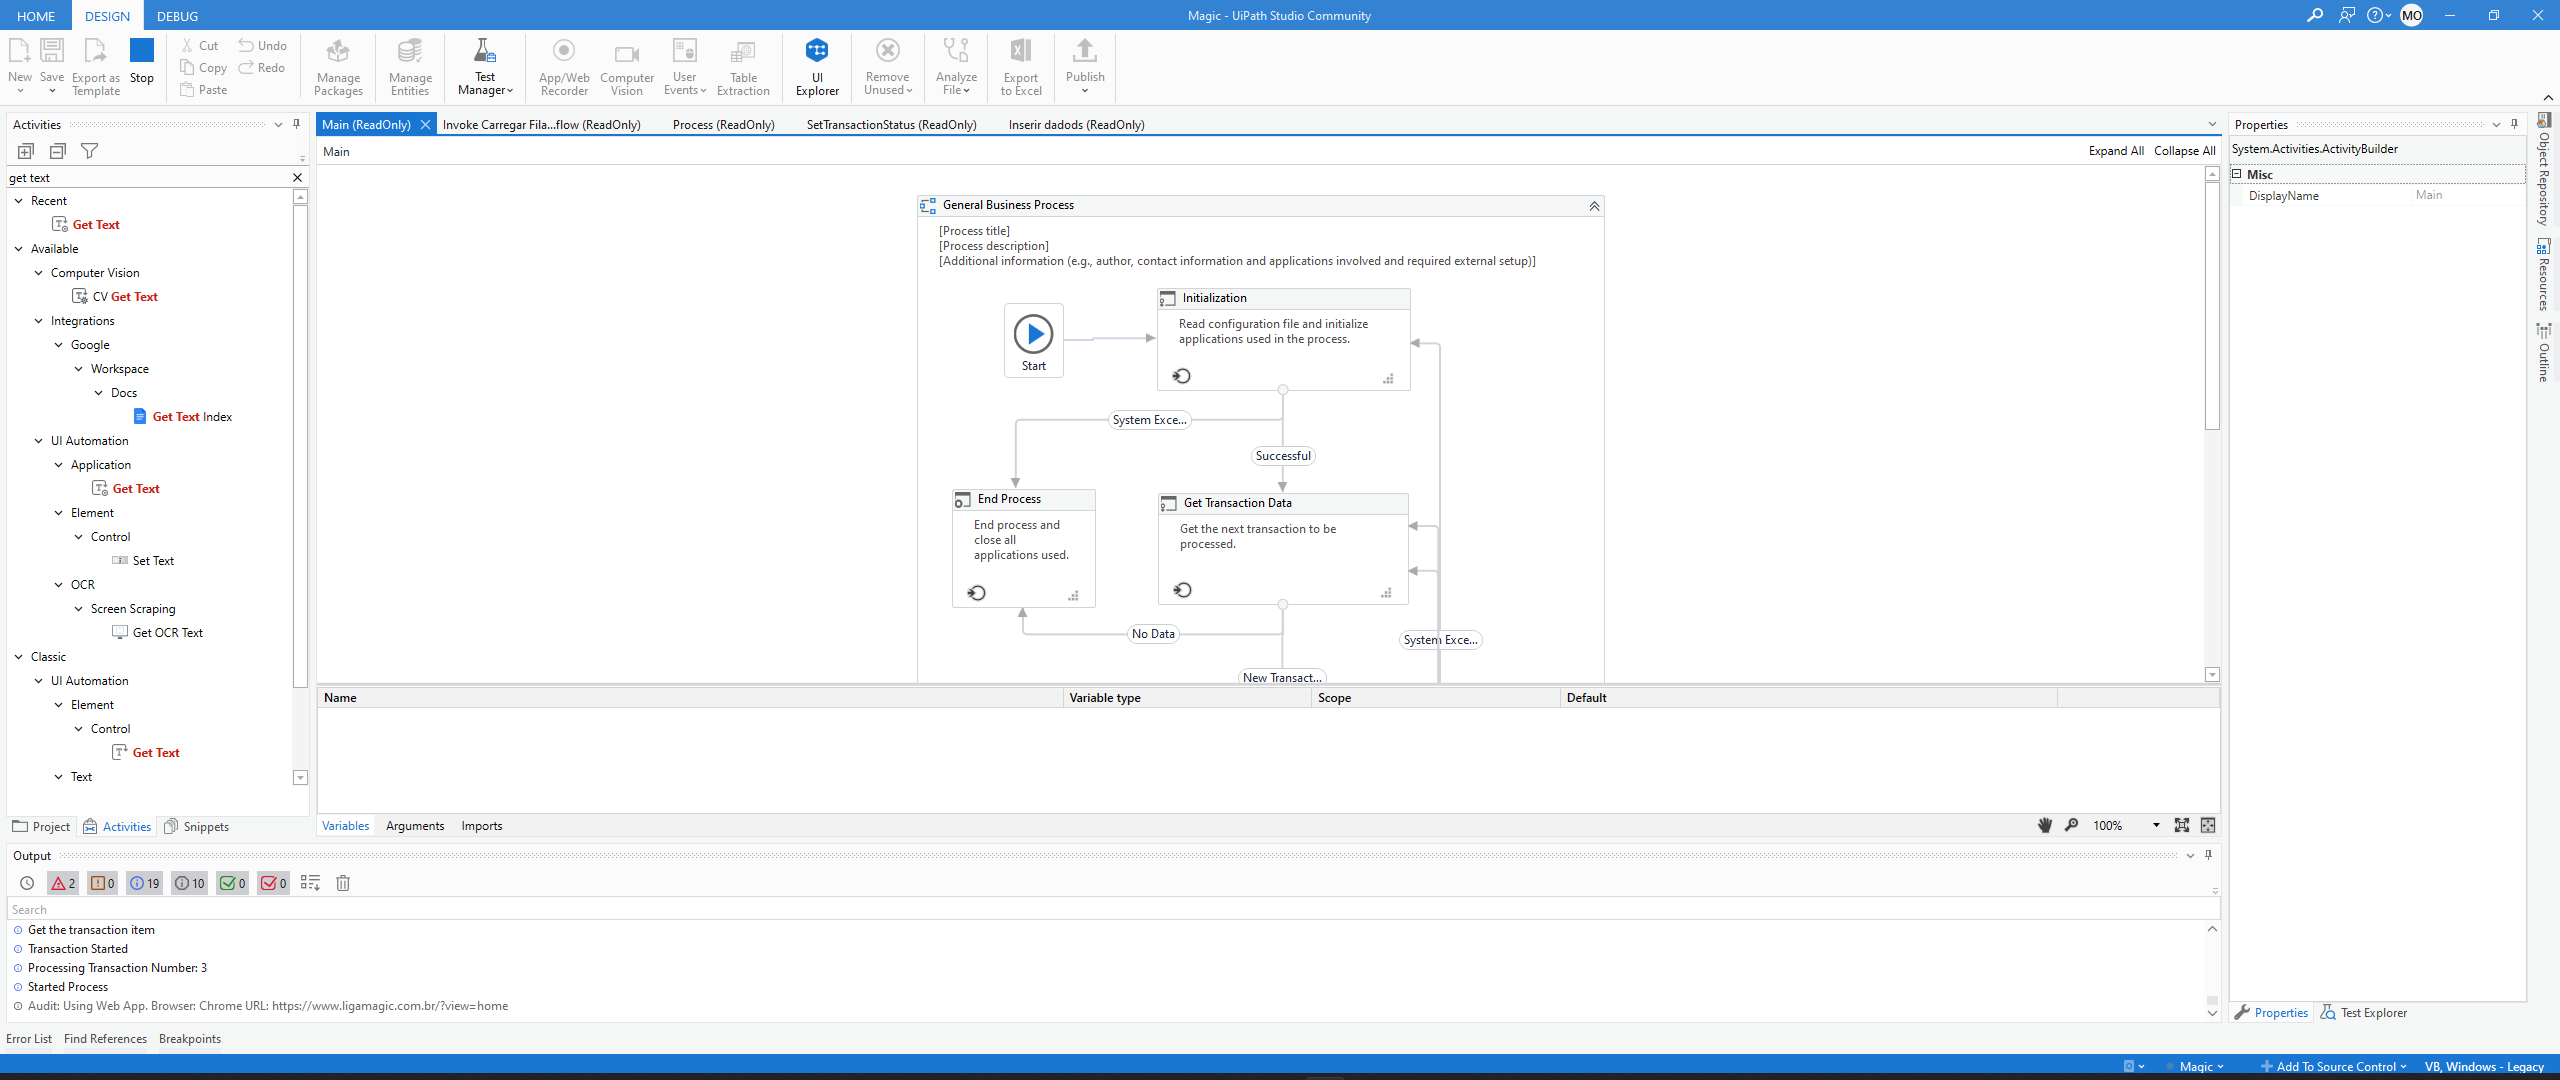 HOME
DESIGN
DEBUG
Magic - UiPath Studio Community
MO
New
Save
Export as
Template
Stop
Cut
Copy
Paste
Undo
Redo
Manage
Packages
Manage
Entities
Test
Manager
App/Web
Recorder
Computer
Vision
User
Events
Table
Extraction
UI
Explorer
Remove
Unused
Analyze
File
Export
to Excel
Publish
Activities
get text
Recent
Get Text
Available
Computer Vision
CV Get Text
Integrations
Google
Workspace
Docs
Get Text Index
UI Automation
Application
Get Text
Element
Control
Set Text
OCR
Screen Scraping
Get OCR Text
Classic
UI Automation
Element
Control
Get Text
Text
Project
Activities
Snippets
Main (ReadOnly)
Invoke Carregar Fila...flow (ReadOnly)
Process (ReadOnly)
SetTransactionStatus (ReadOnly)
Inserir dadods (ReadOnly)
Main
Expand All
Collapse All
General Business Process
[Process title]
[Process description]
[Additional information (e.g., author, contact information and applications involved and required external setup)]
Start
Initialization
Read configuration file and initialize
applications used in the process.
System Exce...
Successful
End Process
End process and
close all
applications used.
Get Transaction Data
Get the next transaction to be
processed.
No Data
System Exce...
New Transact...
Name
Variable type
Scope
Default
Variables
Arguments
Imports
100%
Properties
System.Activities.ActivityBuilder
Misc
DisplayName
Main
Object Repository
Resources
Outline
Properties
Test Explorer
Output
2
0
19
10
0
0
Search
Get the transaction item
Transaction Started
Processing Transaction Number: 3
Started Process
Audit: Using Web App. Browser: Chrome URL: https://www.ligamagic.com.br/?view=home
Error List
Find References
Breakpoints
Magic
Add To Source Control
VB, Windows - Legacy